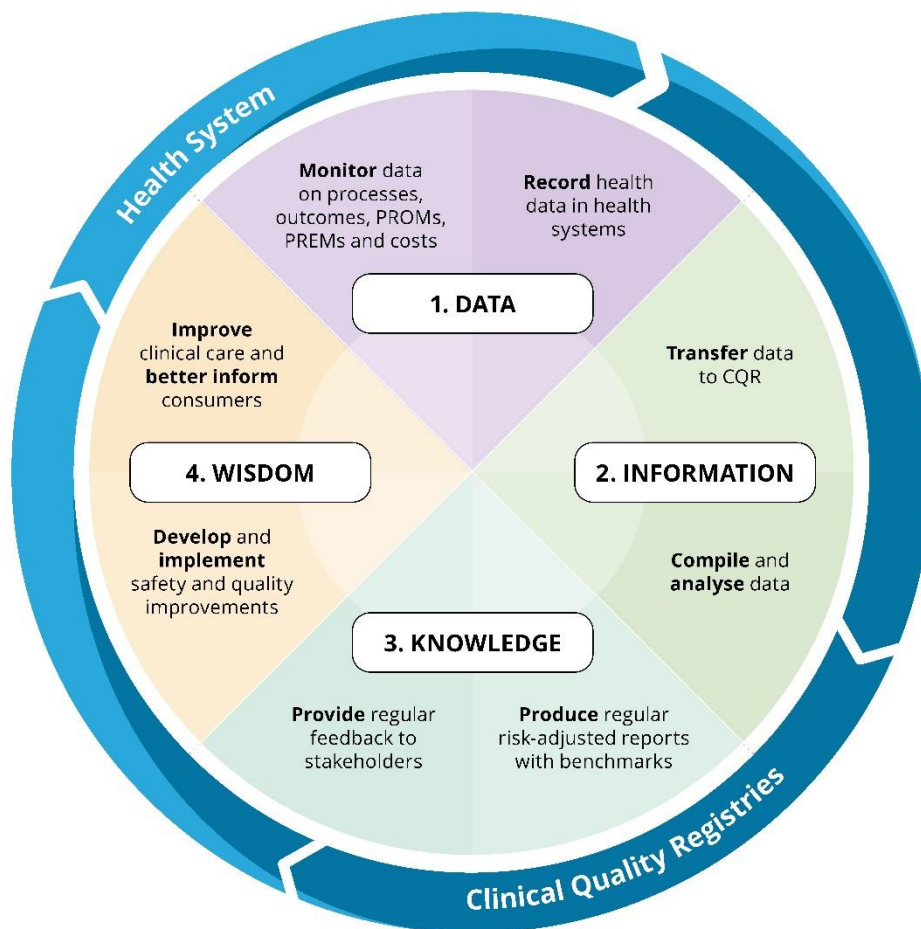 Health System
Monitor data
on processes,
outcomes, PROMs,
PREMs and costs
Record health
data in health
systems
1. DATA
Improve
clinical care and
better inform
consumers
Transfer data
to CQR
4. WISDOM
2. INFORMATION
Develop and
implement
safety and quality
improvements
Compile and
analyse data
3. KNOWLEDGE
Provide regular
feedback to
stakeholders
Produce regular
risk-adjusted reports
with benchmarks
Clinical Quality Registries